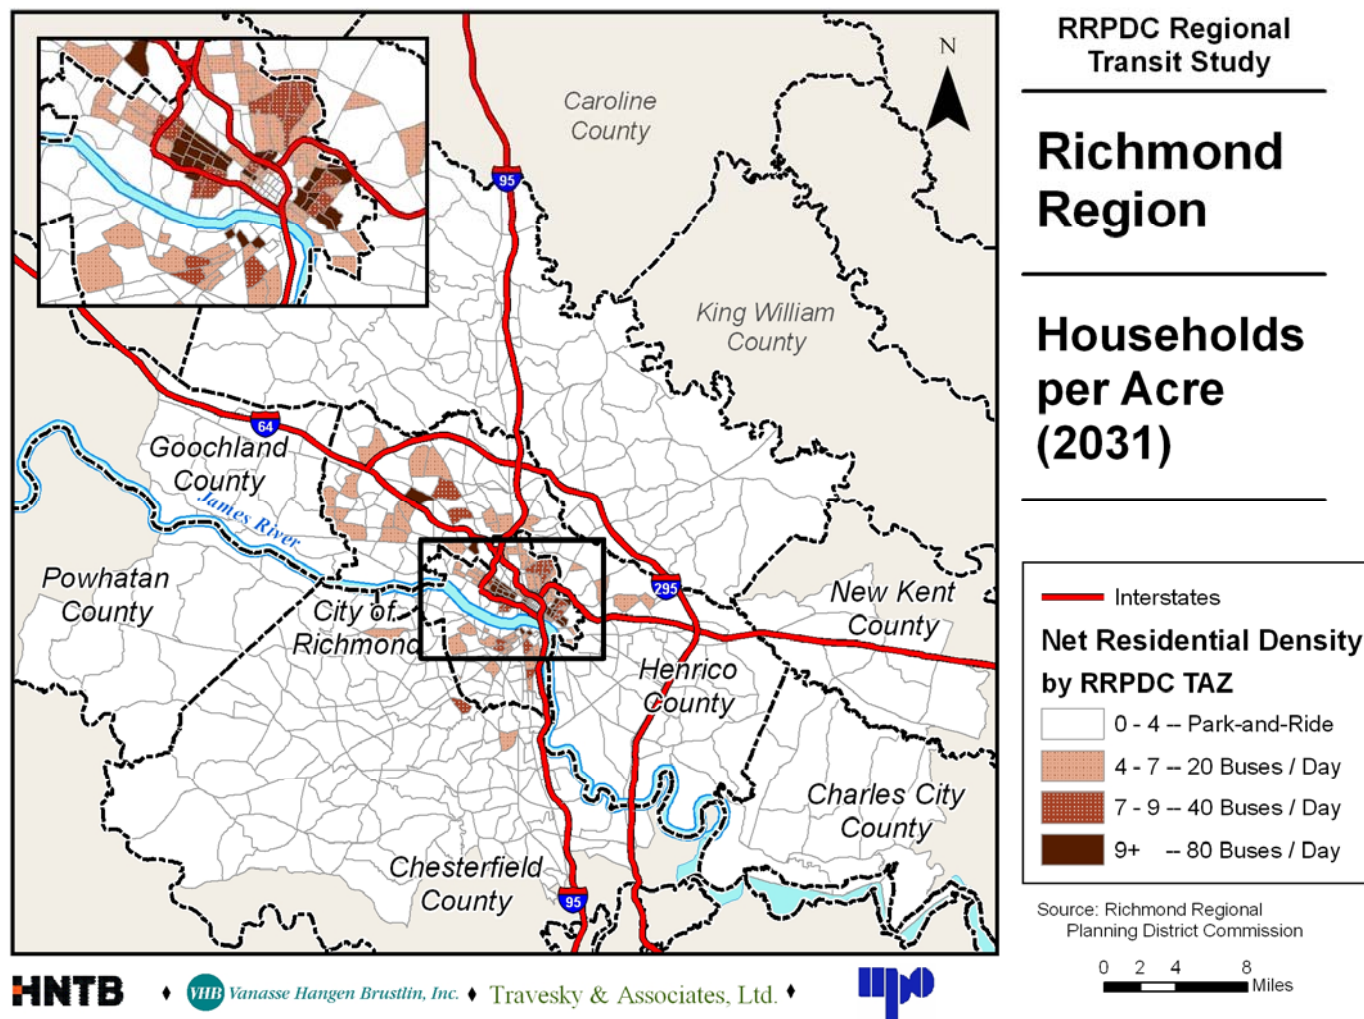 RRPDC Regional
Transit Study
Richmond
Region
Households
per Acre
(2031)
N
Caroline
County
95
King William
County
64
Goochland
County
James River
Powhatan
County
City of
Richmond
295
New Kent
County
Henrico
County
Charles City
County
Chesterfield
County
95
Interstates
Net Residential Density
by RRPDC TAZ
0 - 4 -- Park-and-Ride
4 - 7 -- 20 Buses / Day
7 - 9 -- 40 Buses / Day
9+ -- 80 Buses / Day
Source: Richmond Regional
Planning District Commission
0 2 4 8
Miles
HNTB ♦ VHB Vanasse Hangen Brustlin, Inc. ♦ Travesky & Associates, Ltd. ♦ mpo